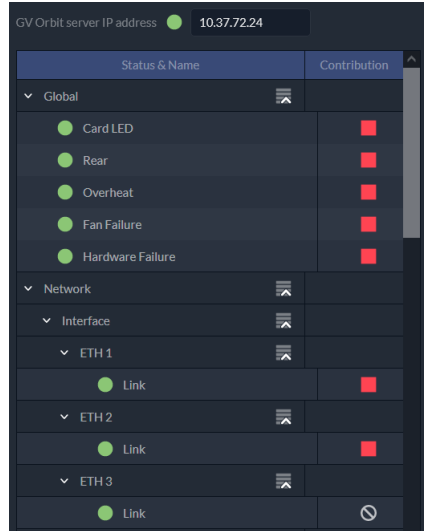 GV Orbit server IP address 10.37.72.24
Status & Name Contribution
Global
Card LED
Rear
Overheat
Fan Failure
Hardware Failure
Network
Interface
ETH 1
Link
ETH 2
Link
ETH 3
Link